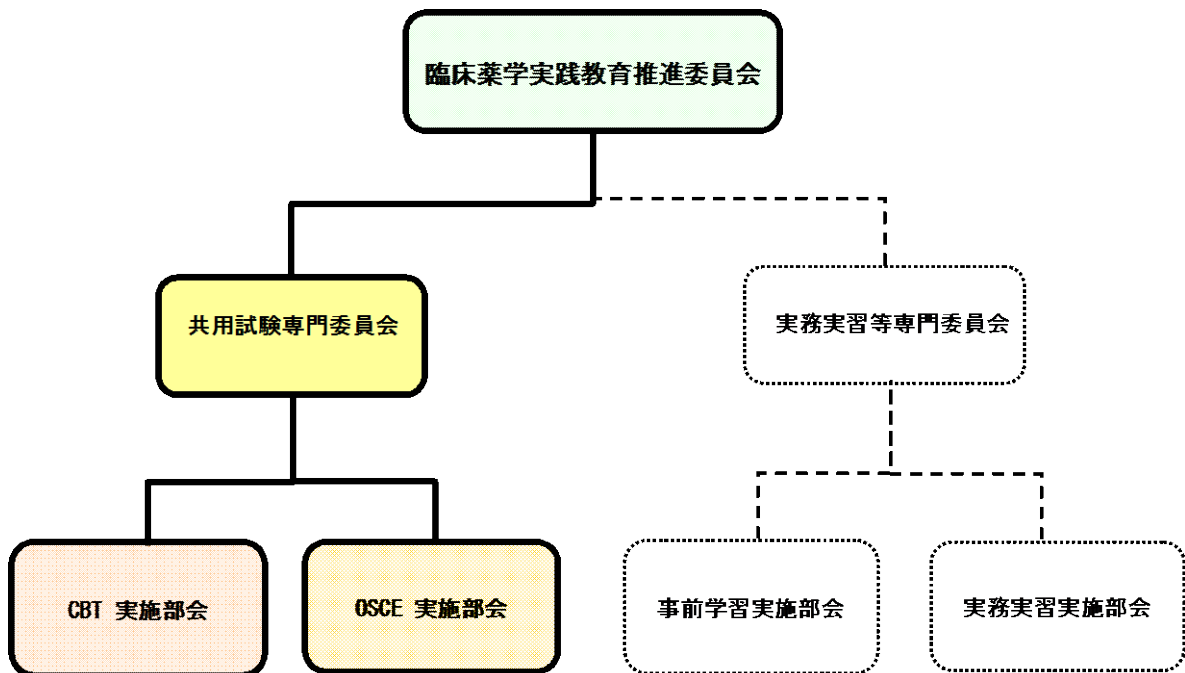 臨床薬学実践教育推進委員会
共用試験専門委員会
実務実習等専門委員会
CBT 実施部会
OSCE 実施部会
事前学習実施部会
実務実習実施部会